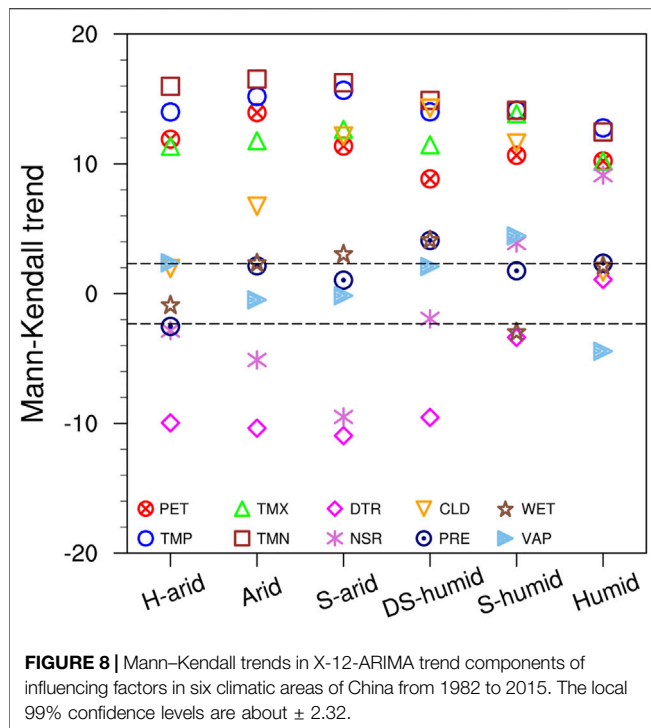 20
10
0
-10
-20
Mann-Kendall trend
PET TMX DTR CLD WET
TMP TMN NSR PRE VAP
H-arid Arid S-arid DS-humid S-humid Humid
FIGURE 8 | Mann–Kendall trends in X-12-ARIMA trend components of
influencing factors in six climatic areas of China from 1982 to 2015. The local
99% confidence levels are about ± 2.32.